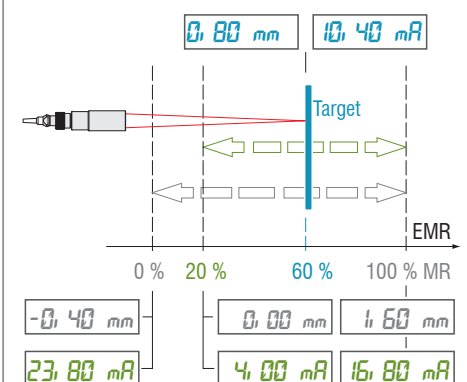 0,80 mm 10,40 mA
Target
EMR
0 % 20 % 60 % 100 % MR
-0,40 mm 0,00 mm 1,60 mm
23,80 mA 4,00 mA 16,80 mA